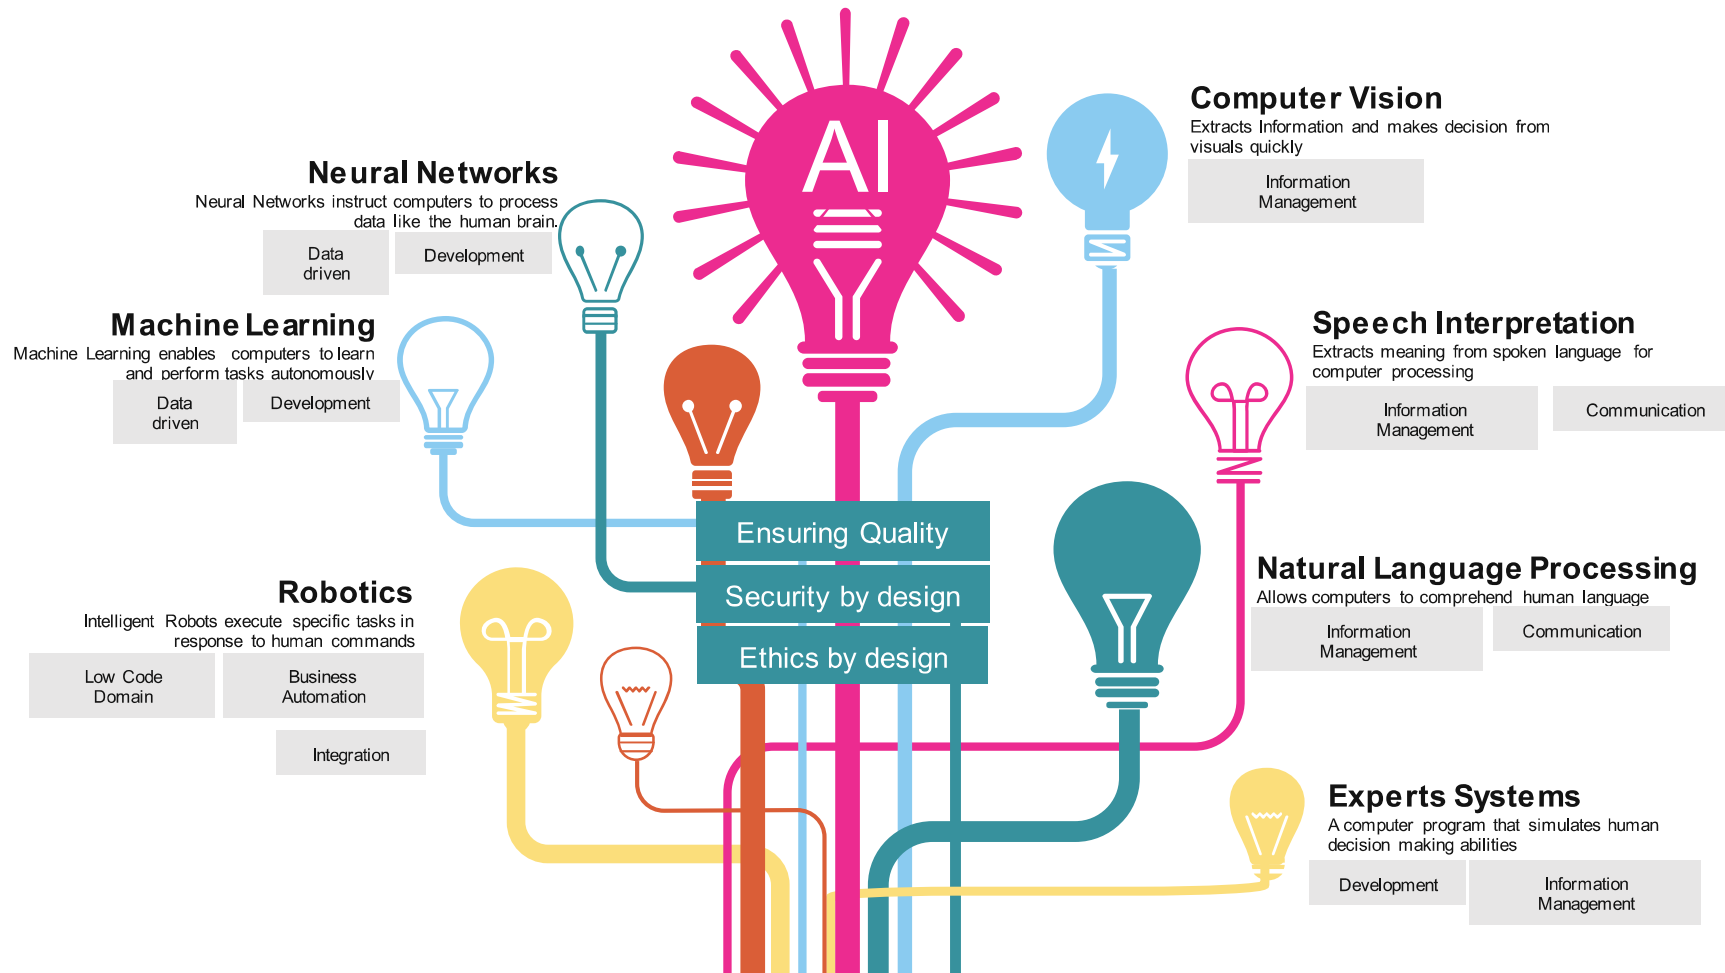 AI
Computer Vision
Extracts Information and makes decision from
visuals quickly
Information
Management
Neural Networks
Neural Networks instruct computers to process
data like the human brain.
Data
driven
Development
Machine Learning
Machine Learning enables computers to learn
and perform tasks autonomously
Data
driven
Development
Speech Interpretation
Extracts meaning from spoken language for
computer processing
Information
Management
Communication
Ensuring Quality
Security by design
Ethics by design
Natural Language Processing
Allows computers to comprehend human language
Information
Management
Communication
Robotics
Intelligent Robots execute specific tasks in
response to human commands
Low Code
Domain
Business
Automation
Integration
Experts Systems
A computer program that simulates human
decision making abilities
Development
Information
Management